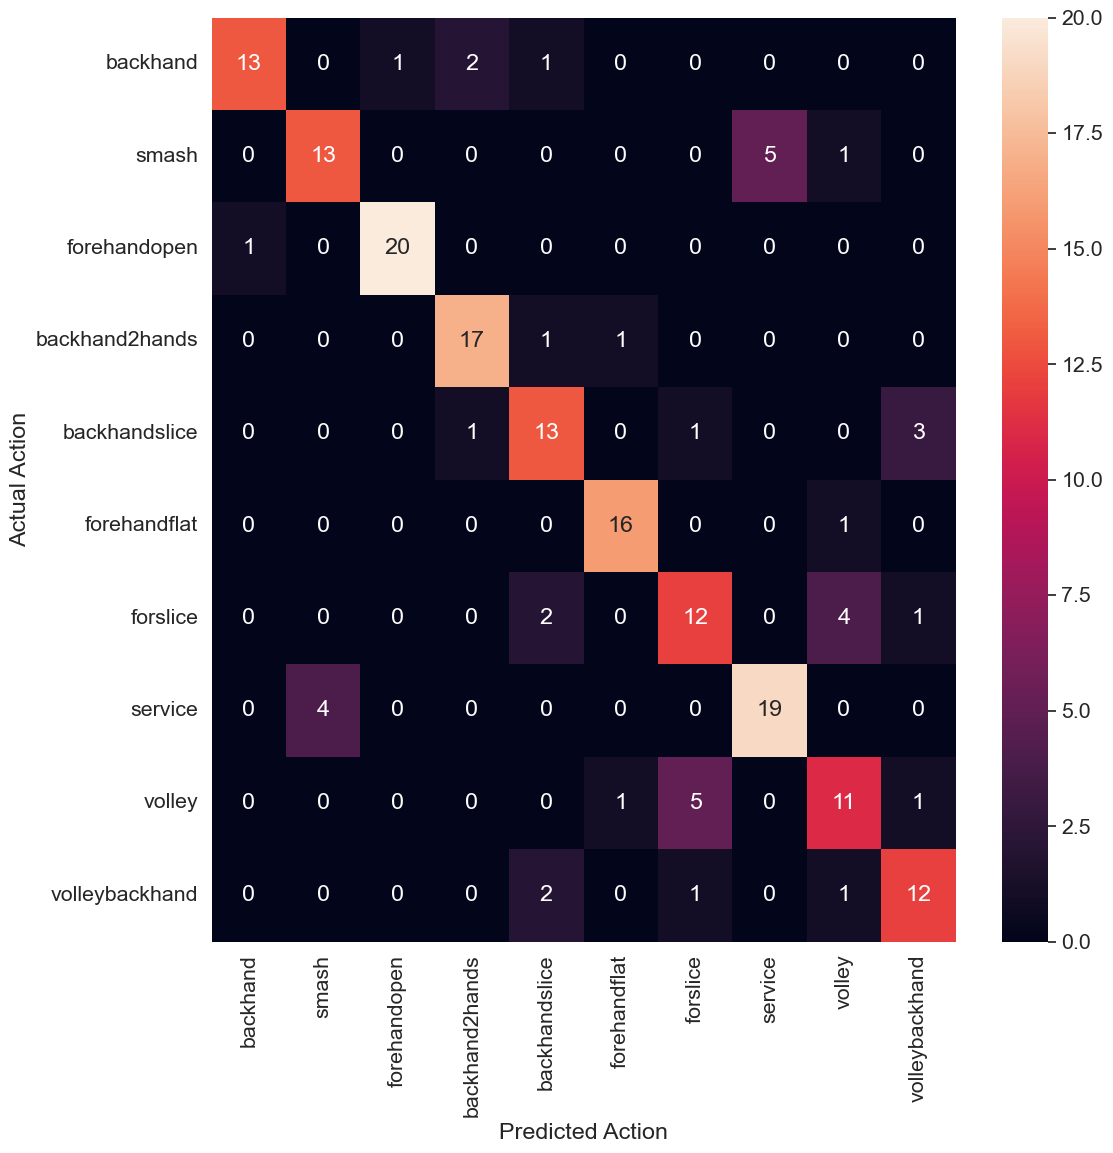 backhand 13 0 1 2 1 0 0 0 0 0
smash 0 13 0 0 0 0 0 5 1 0
forehandopen 1 0 20 0 0 0 0 0 0 0
backhand2hands 0 0 0 17 1 1 0 0 0 0
backhandslice 0 0 0 1 13 0 1 0 0 3
forehandflat 0 0 0 0 0 16 0 0 1 0
forslice 0 0 0 0 2 0 12 0 4 1
service 0 4 0 0 0 0 0 19 0 0
volley 0 0 0 0 0 1 5 0 11 1
volleybackhand 0 0 0 0 2 0 1 0 1 12
Actual Action
backhand smash forehandopen backhand2hands backhandslice forehandflat forslice service volley volleybackhand
Predicted Action
20.0
17.5
15.0
12.5
10.0
7.5
5.0
2.5
0.0